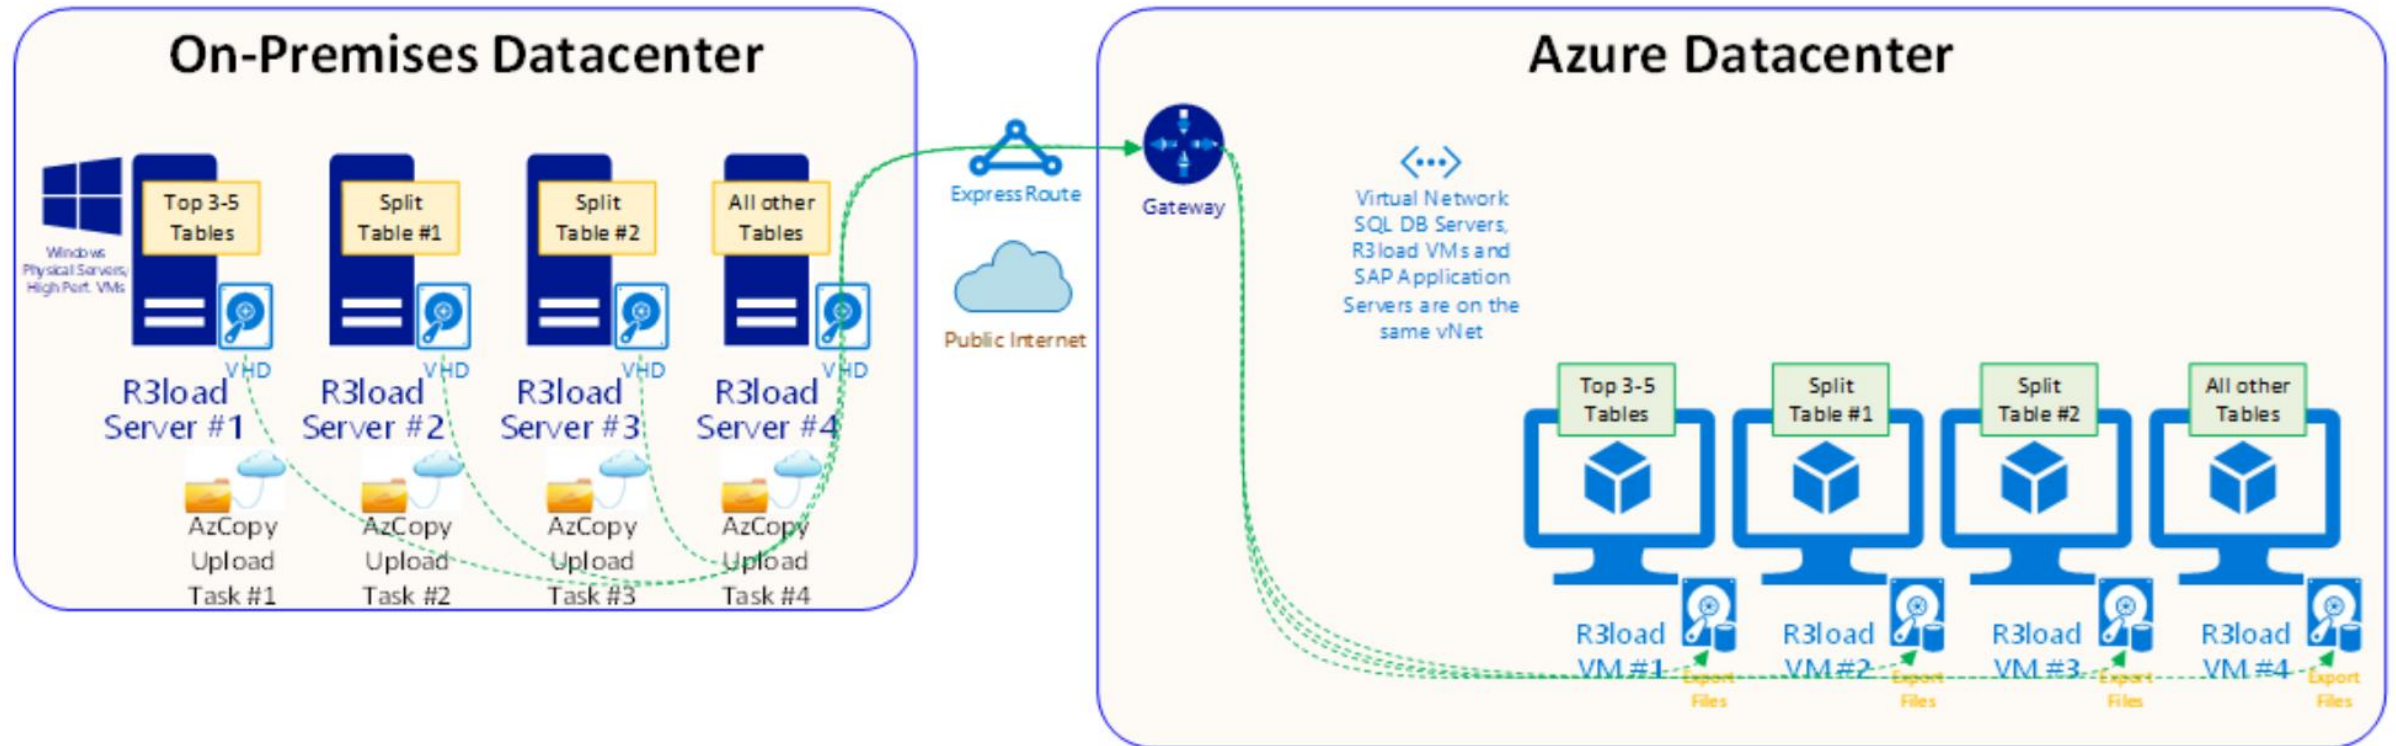 On-Premises Datacenter
Windows
Physical Servers,
High Perf. VMs
Top 3-5
Tables
VHD
R3load
Server #1
AzCopy
Upload
Task #1
Split
Table #1
VHD
R3load
Server #2
AzCopy
Upload
Task #2
Split
Table #2
VHD
R3load
Server #3
AzCopy
Upload
Task #3
All other
Tables
VHD
R3load
Server #4
AzCopy
Upload
Task #4
ExpressRoute
Public Internet
Azure Datacenter
Gateway
Virtual Network
SQL DB Servers,
R3load VMs and
SAP Application
Servers are on the
same vNet
Top 3-5
Tables
R3load
VM #1
Export
Files
Split
Table #1
R3load
VM #2
Export
Files
Split
Table #2
R3load
VM #3
Export
Files
All other
Tables
R3load
VM #4
Export
Files